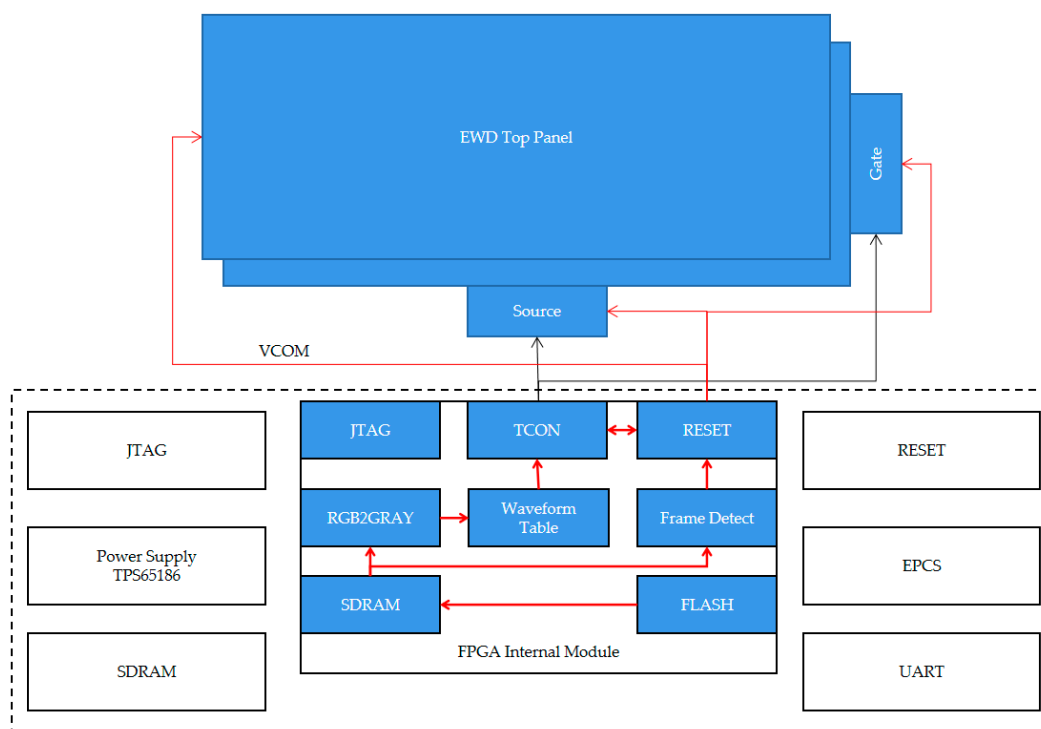 EWD Top Panel
Gate
Source
VCOM
JTAG
JTAG
TCON
RESET
RESET
RGB2GRAY
Waveform
Table
Frame Detect
Power Supply
TPS65186
EPCS
SDRAM
FLASH
FPGA Internal Module
SDRAM
UART